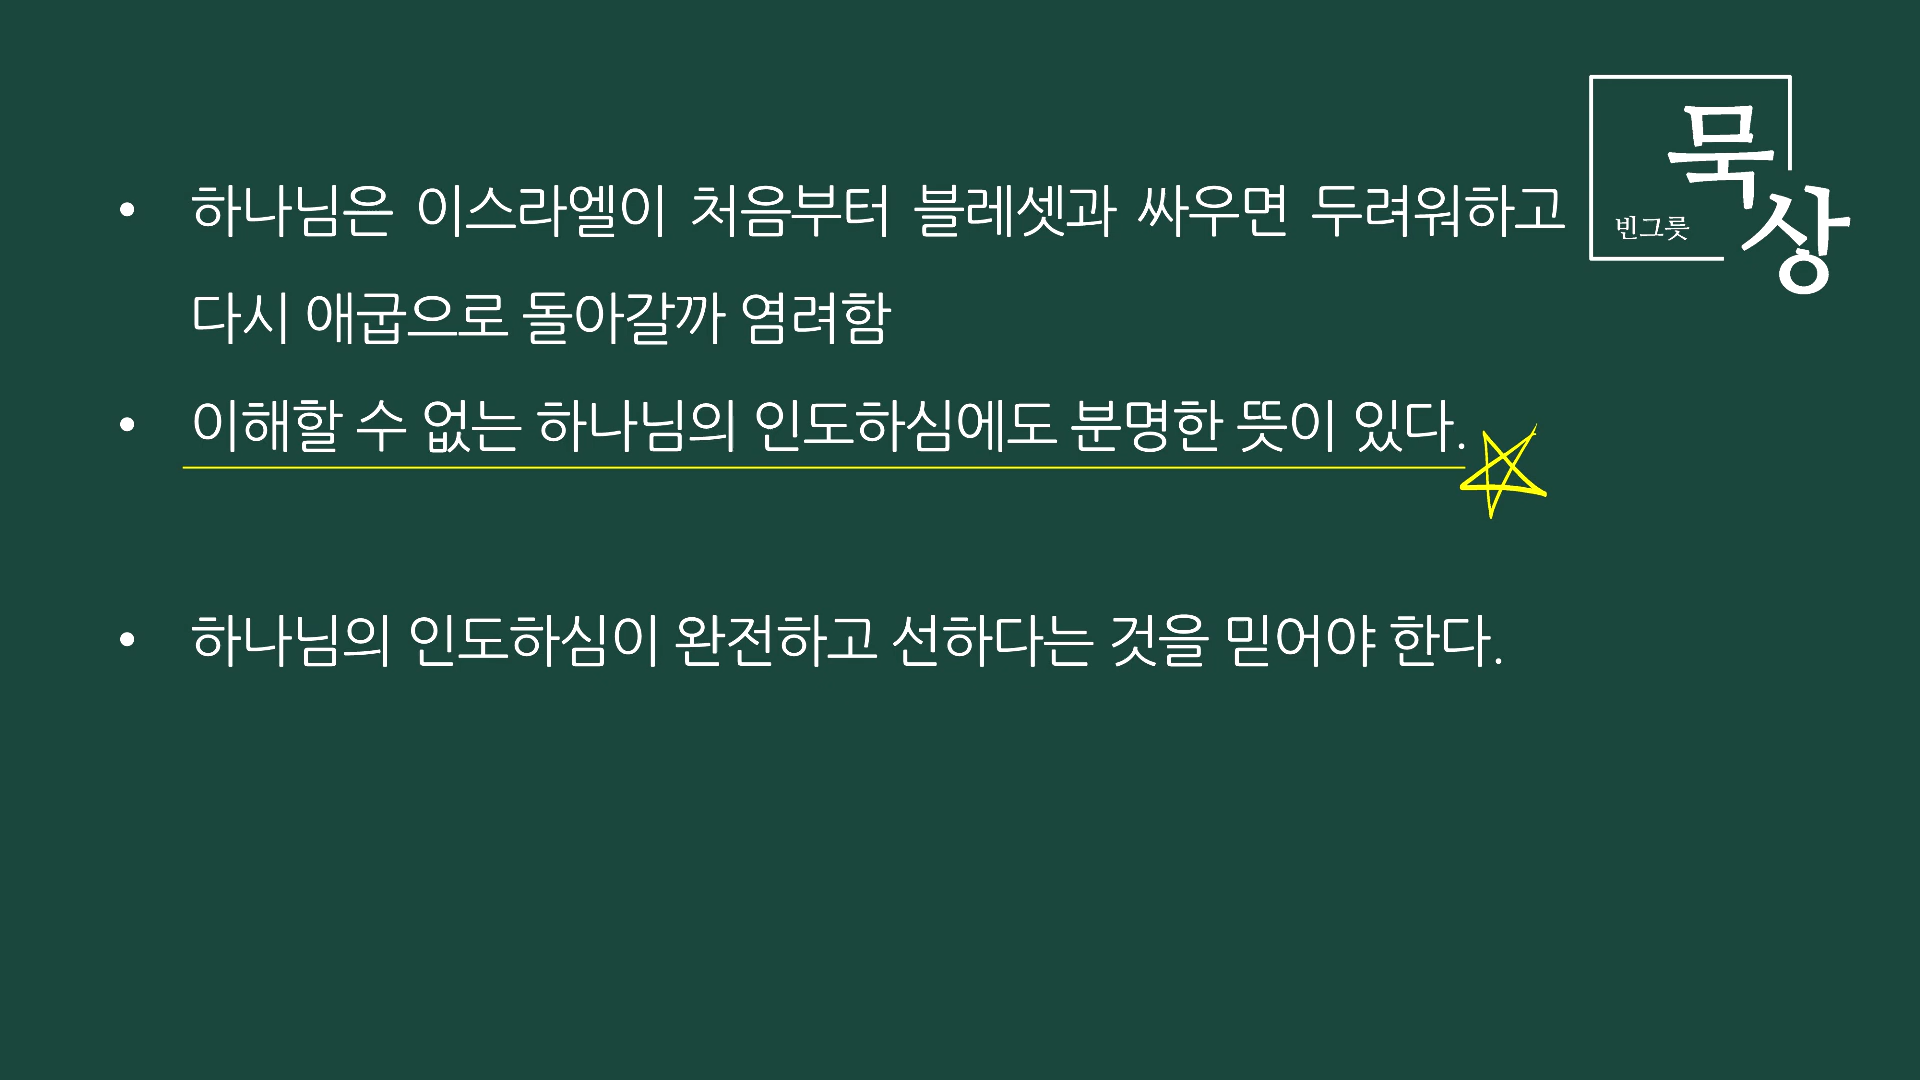 묵상
빈그릇
• 하나님은 이스라엘이 처음부터 블레셋과 싸우면 두려워하고
다시 애굽으로 돌아갈까 염려함
• 이해할 수 없는 하나님의 인도하심에도 분명한 뜻이 있다.
• 하나님의 인도하심이 완전하고 선하다는 것을 믿어야 한다.